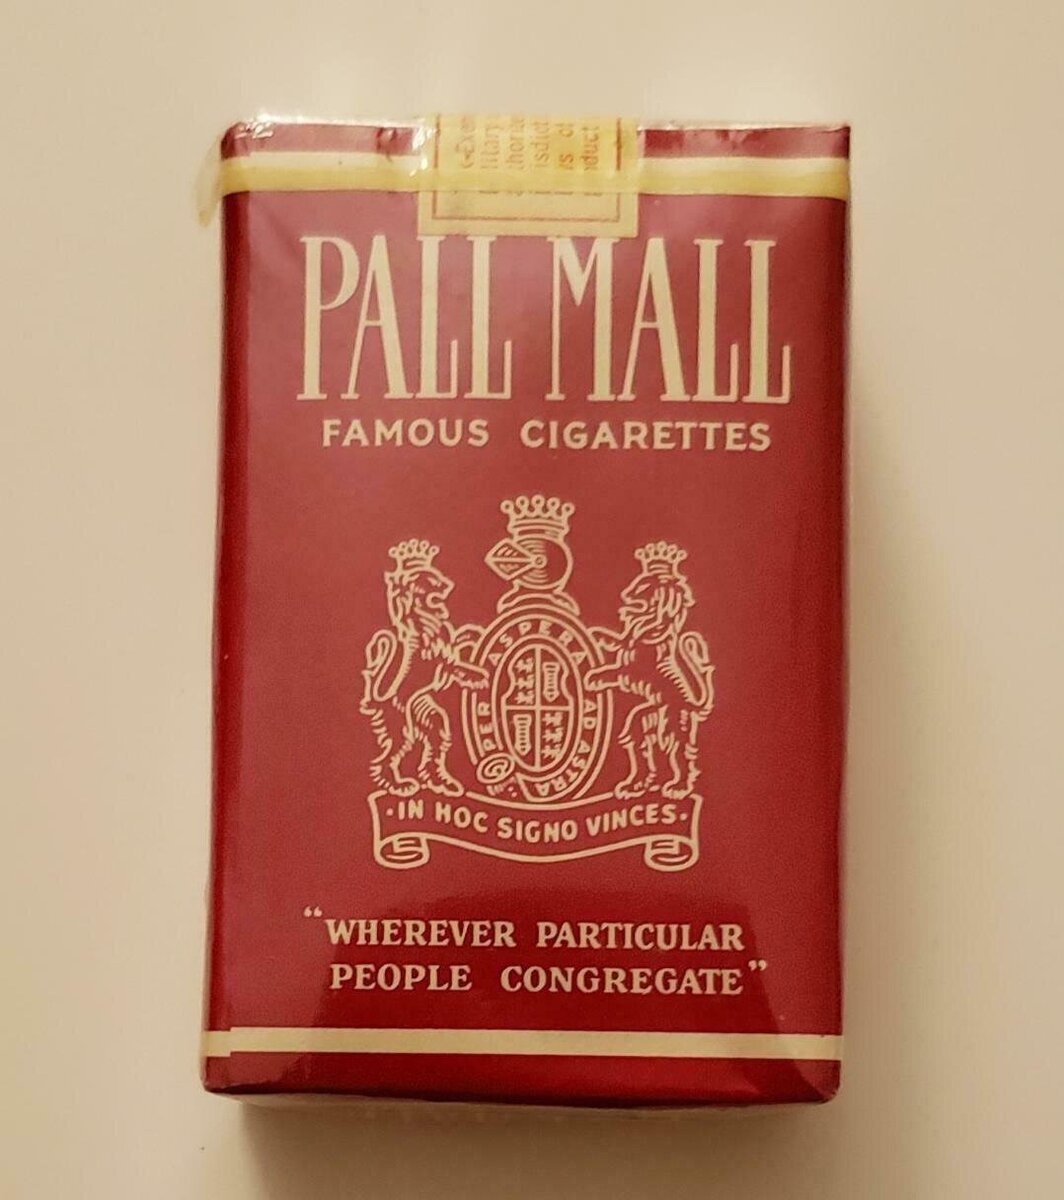 PALL MALL
FAMOUS CIGARETTES
PER ASPERA AD ASTRA
·IN HOC SIGNO VINCES·
“WHEREVER PARTICULAR
PEOPLE CONGREGATE”